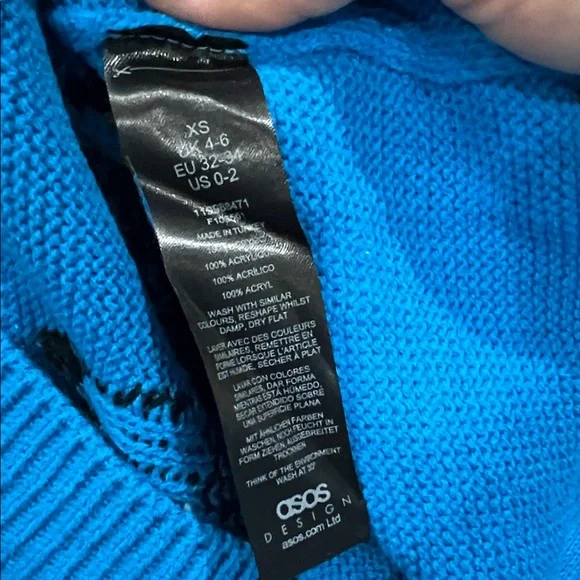 XS
UK 4-6
EU 32-34
US 0-2
MADE IN TURKEY
100% ACRYLIQUE
100% ACRÍLICO
100% ACRYL
WASH WITH SIMILAR
COLOURS, RESHAPE WHILST
DAMP, DRY FLAT
LAVER AVEC DES COULEURS
SIMILAIRES, REMETTRE EN
FORME LORSQUE L'ARTICLE
EST HUMIDE, SÉCHER À PLAT
LAVAR CON COLORES
SIMILARES, DAR FORMA
MIENTRAS ESTÁ HÚMEDO,
SECAR EXTENDIDO SOBRE
UNA SUPERFICIE PLANA
MIT ÄHNLICHEN FARBEN
WASCHEN, NOCH FEUCHT IN
FORM ZIEHEN, AUSGEBREITET
TROCKNEN
THINK OF THE ENVIRONMENT
WASH AT 30°
asos
DESIGN
asos.com Ltd